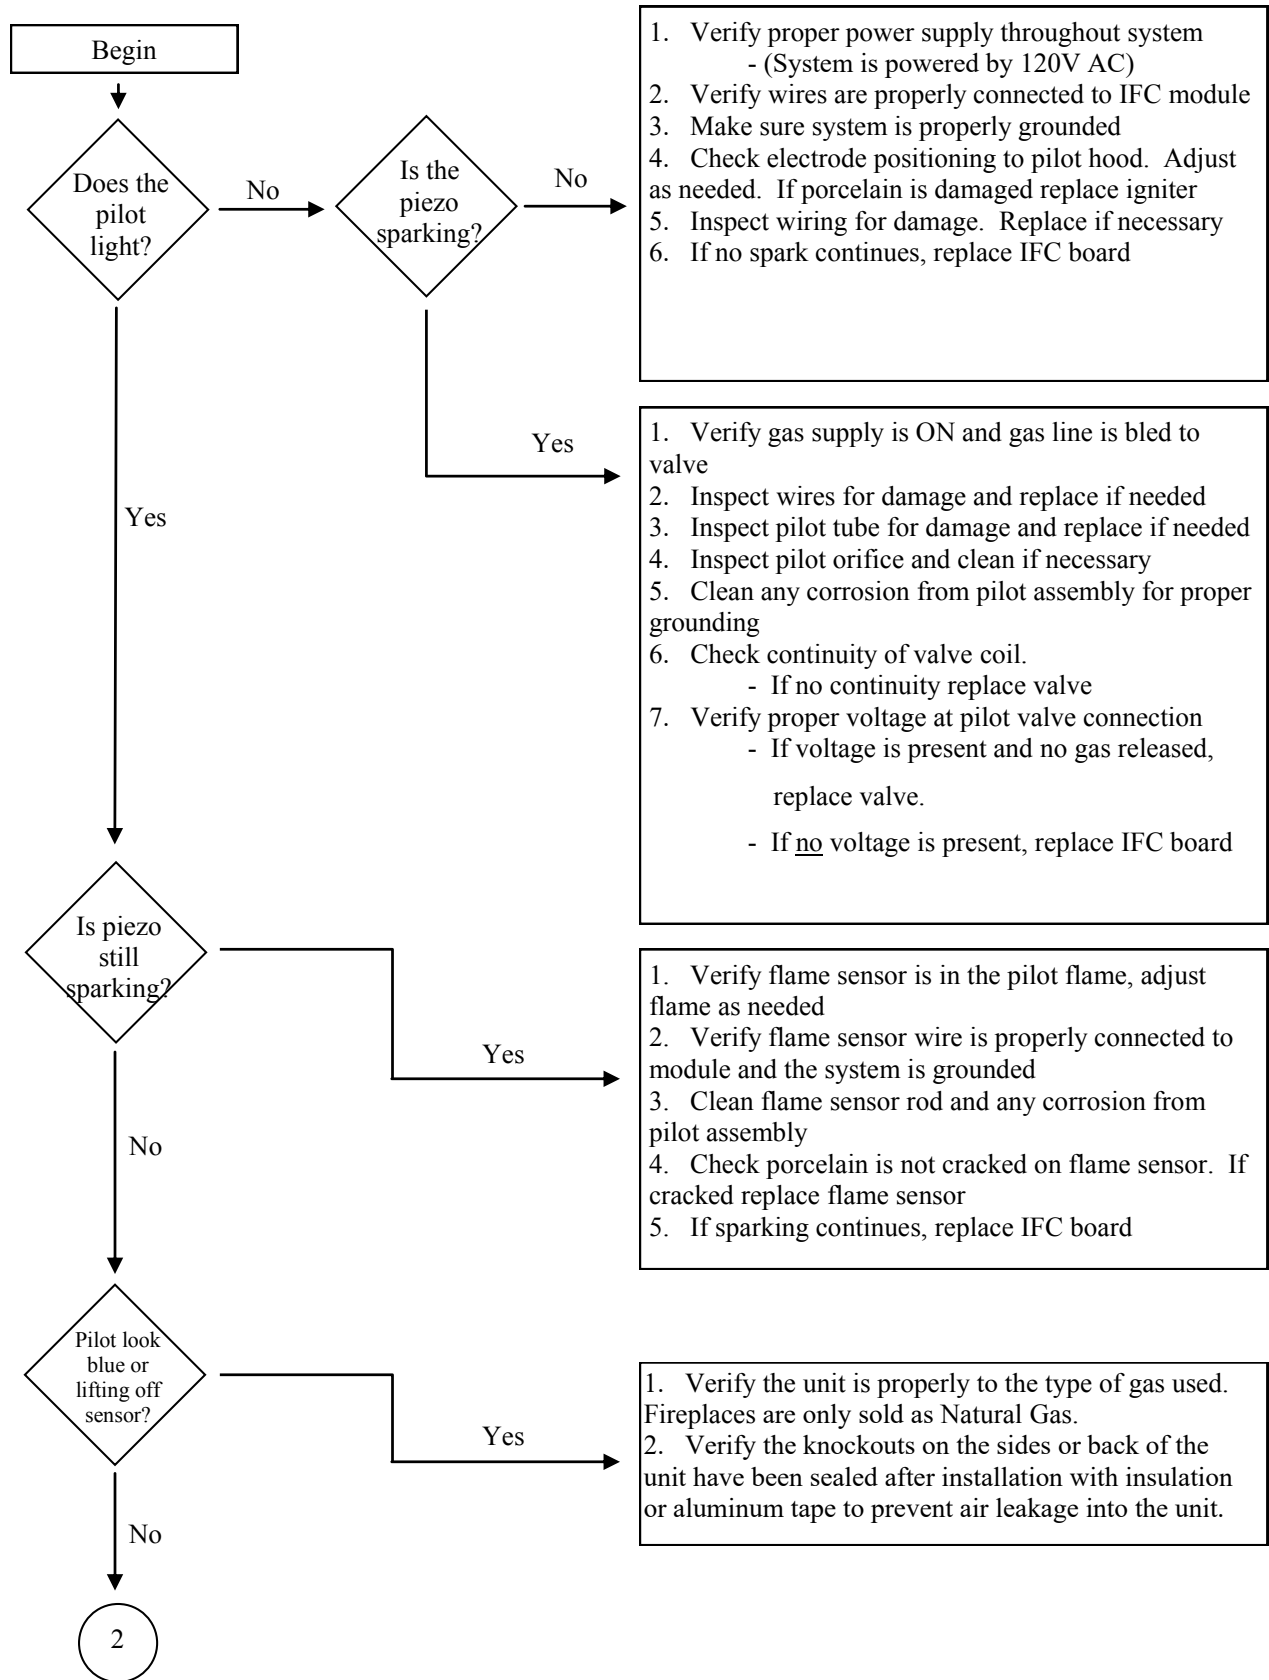 Begin
Does the
pilot
light?
No
Is the
piezo
sparking?
No
1. Verify proper power supply throughout system
- (System is powered by 120V AC)
2. Verify wires are properly connected to IFC module
3. Make sure system is properly grounded
4. Check electrode positioning to pilot hood. Adjust
as needed. If porcelain is damaged replace igniter
5. Inspect wiring for damage. Replace if necessary
6. If no spark continues, replace IFC board
Yes
1. Verify gas supply is ON and gas line is bled to
valve
2. Inspect wires for damage and replace if needed
3. Inspect pilot tube for damage and replace if needed
4. Inspect pilot orifice and clean if necessary
5. Clean any corrosion from pilot assembly for proper
grounding
6. Check continuity of valve coil.
- If no continuity replace valve
7. Verify proper voltage at pilot valve connection
- If voltage is present and no gas released,
replace valve.
- If no voltage is present, replace IFC board
Yes
Is piezo
still
sparking?
Yes
1. Verify flame sensor is in the pilot flame, adjust
flame as needed
2. Verify flame sensor wire is properly connected to
module and the system is grounded
3. Clean flame sensor rod and any corrosion from
pilot assembly
4. Check porcelain is not cracked on flame sensor. If
cracked replace flame sensor
5. If sparking continues, replace IFC board
No
Pilot look
blue or
lifting off
sensor?
Yes
1. Verify the unit is properly to the type of gas used.
Fireplaces are only sold as Natural Gas.
2. Verify the knockouts on the sides or back of the
unit have been sealed after installation with insulation
or aluminum tape to prevent air leakage into the unit.
No
2